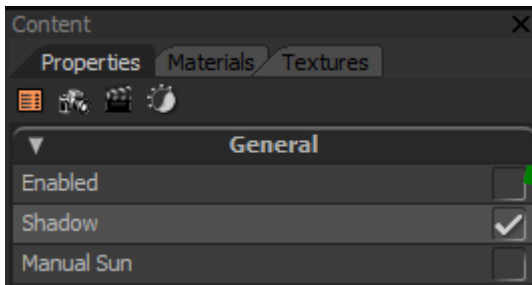 Content
Properties Materials Textures
General
Enabled
Shadow
Manual Sun